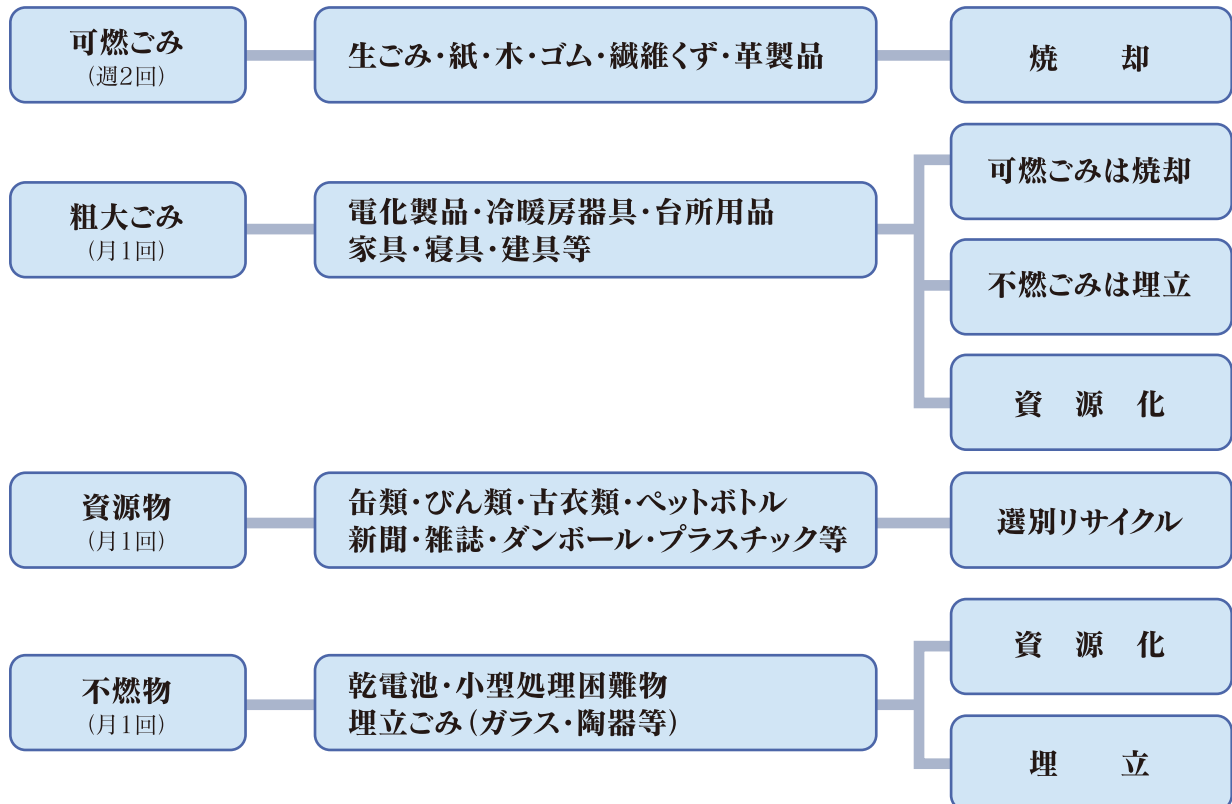 可燃ごみ
(週2回)
生ごみ・紙・木・ゴム・繊維くず・革製品
焼却
粗大ごみ
(月1回)
電化製品・冷暖房器具・台所用品
家具・寝具・建具等
可燃ごみは焼却
不燃ごみは埋立
資源化
資源物
(月1回)
缶類・びん類・古衣類・ペットボトル
新聞・雑誌・ダンボール・プラスチック等
選別リサイクル
不燃物
(月1回)
乾電池・小型処理困難物
埋立ごみ(ガラス・陶器等)
資源化
埋立